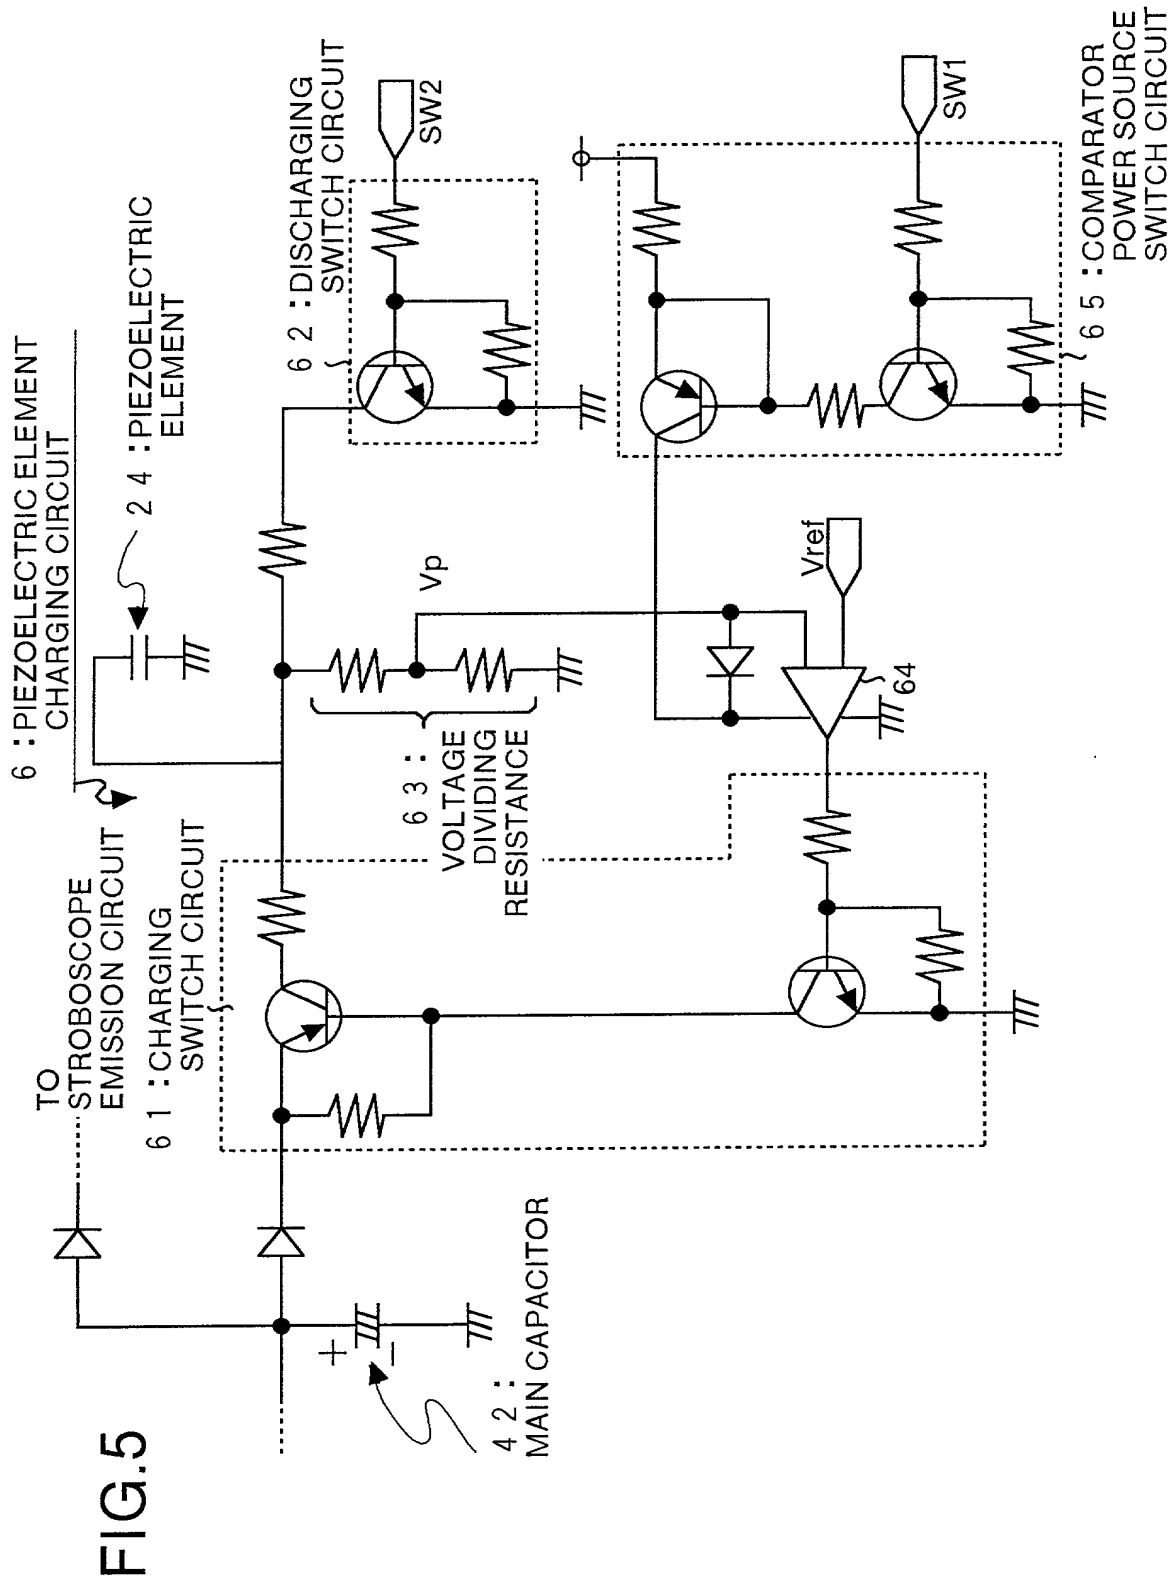 FIG.5
6 : PIEZOELECTRIC ELEMENT
CHARGING CIRCUIT
TO
STROBOSCOPE
EMISSION CIRCUIT
2 4 : PIEZOELECTRIC
ELEMENT
6 1 : CHARGING
SWITCH CIRCUIT
6 2 : DISCHARGING
SWITCH CIRCUIT
SW2
+
−
4 2 :
MAIN CAPACITOR
6 3 :
VOLTAGE
DIVIDING
RESISTANCE
Vp
Vref
64
SW1
6 5 : COMPARATOR
POWER SOURCE
SWITCH CIRCUIT